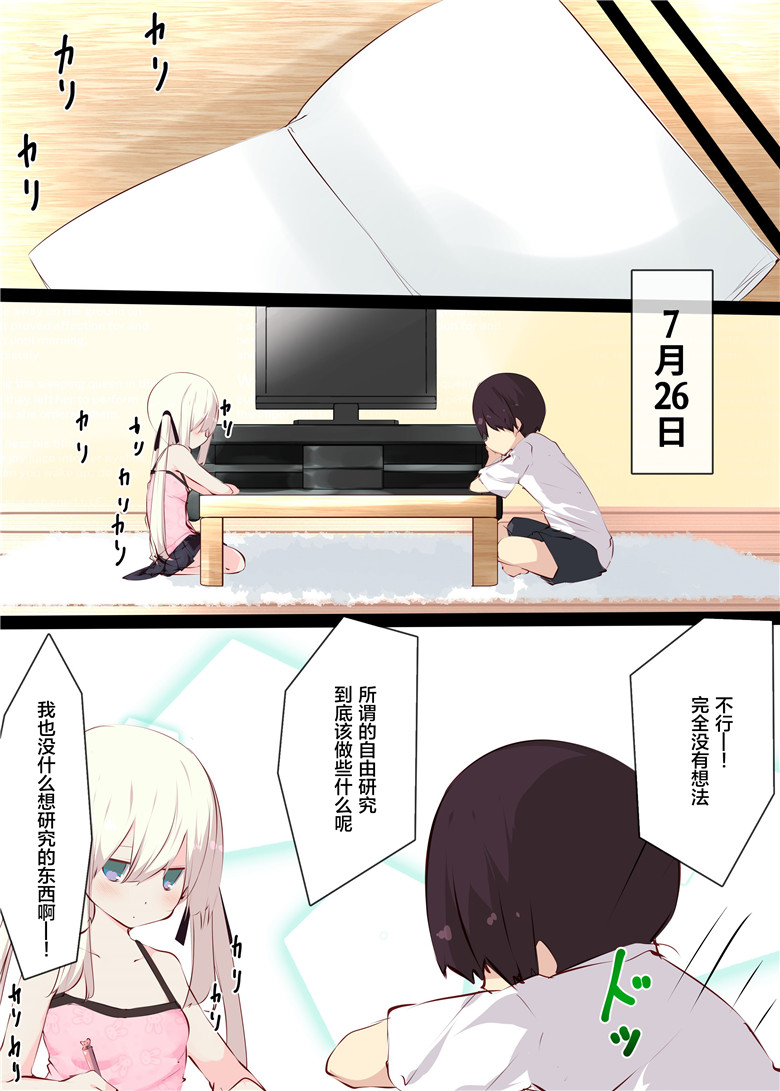 カリ
カリ
カリ
7月26日
カリ
カリ
カリ
カリカリ
不行——！
完全没有想法
所谓的自由研究
到底该做些什么呢
我也没什么想研究的东西啊——！
ドッ
カリ
カリ
カリ